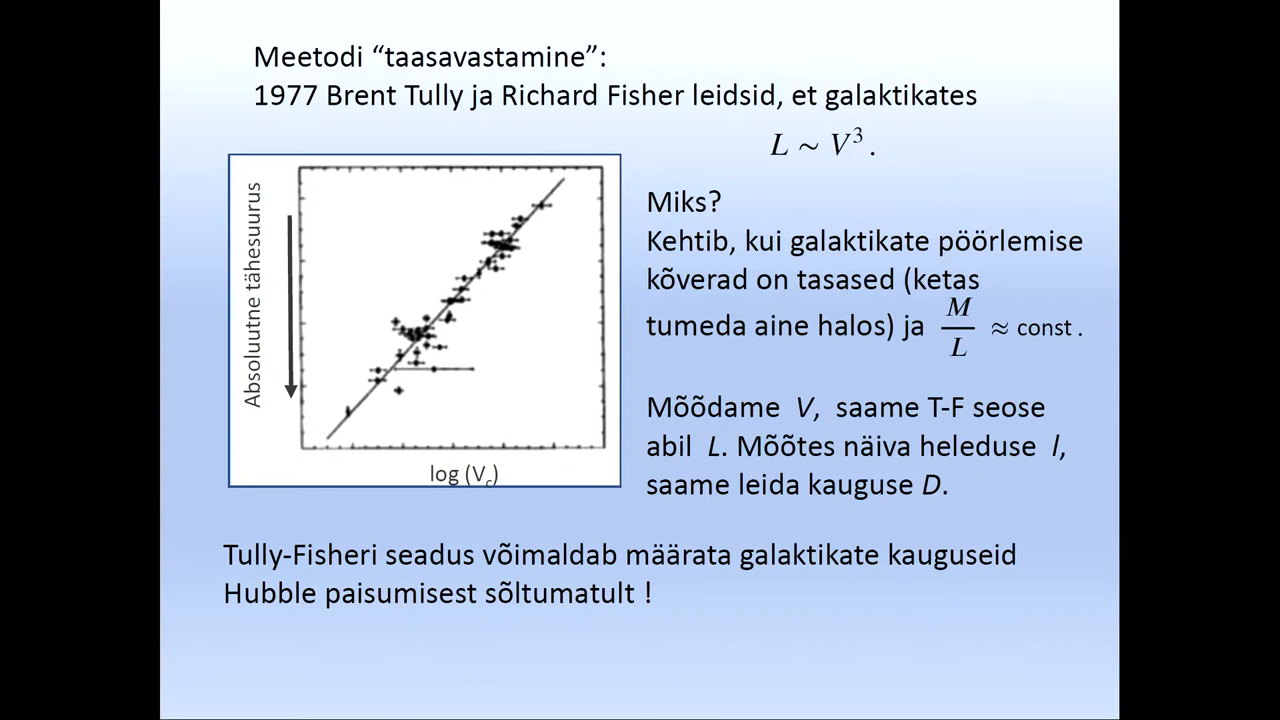 Meetodi “taasavastamine”:
1977 Brent Tully ja Richard Fisher leidsid, et galaktikates
L ~ V³ .
Absoluutne tähesuurus
log (V_c)
Miks?
Kehtib, kui galaktikate pöörlemise
kõverad on tasased (ketas
tumeda aine halos) ja M/L ≈ const .
Mõõdame V, saame T-F seose
abil L. Mõõtes näiva heleduse l,
saame leida kauguse D.
Tully-Fisheri seadus võimaldab määrata galaktikate kauguseid
Hubble paisumisest sõltumatult !